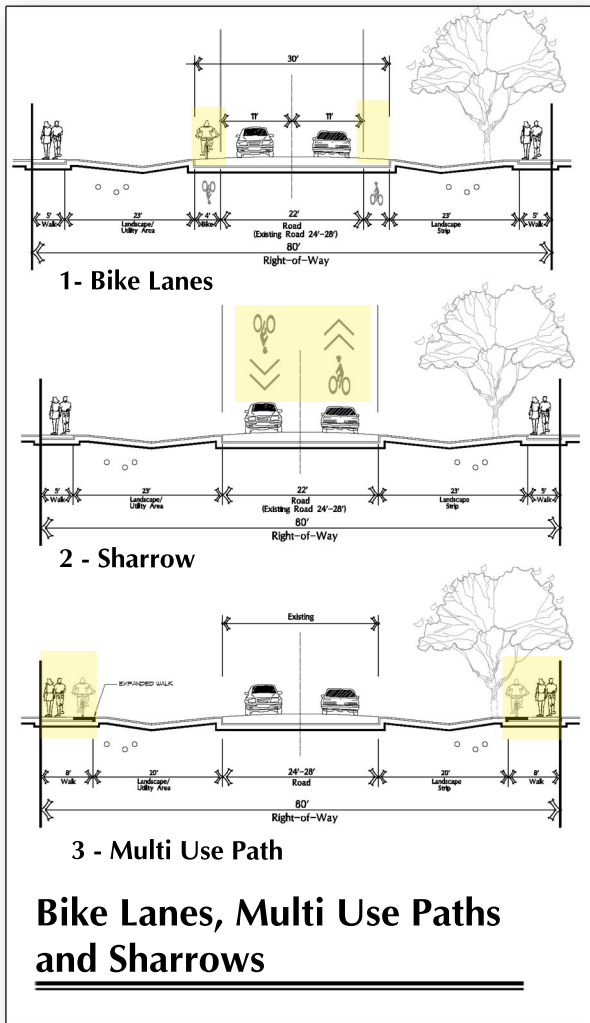 30'
11' 11'
5' 23' 4' 22' 23' 5'
Walk Landscape/ Bike Road Landscape Walk
Utility Area (Existing Road 24'-28') Strip
80'
Right-of-Way
1- Bike Lanes
5' 23' 22' 23' 5'
Walk Landscape/ Road Landscape Walk
Utility Area (Existing Road 24'-28') Strip
80'
Right-of-Way
2 - Sharrow
Existing
EXPANDED WALK
8' 20' 24'-28' 20' 8'
Walk Landscape/ Road Landscape Walk
Utility Area Strip
80'
Right-of-Way
3 - Multi Use Path
Bike Lanes, Multi Use Paths
and Sharrows